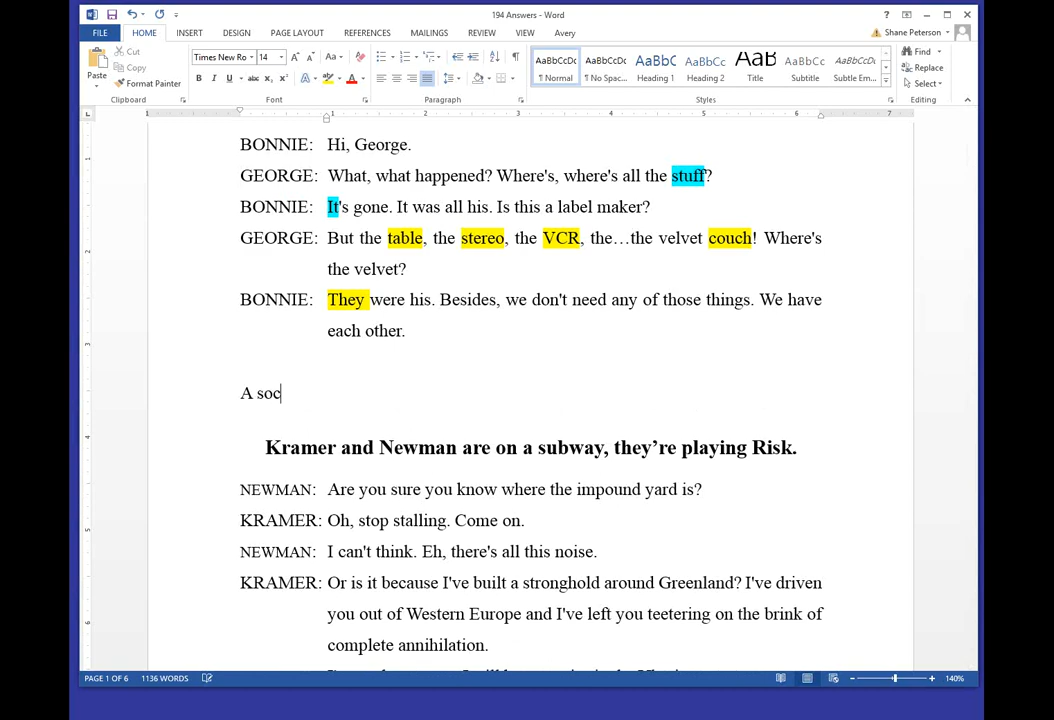 194 Answers - Word
FILE HOME INSERT DESIGN PAGE LAYOUT REFERENCES MAILINGS REVIEW VIEW Avery Shane Peterson
Paste Cut Copy Format Painter
Times New Ro 14
AaBbCcDc AaBbCcDc AaBbC AaBbCc AaB AaBbCcC AaBbCcDc
¶ Normal ¶ No Spac... Heading 1 Heading 2 Title Subtitle Subtle Em...
Find Replace Select
Clipboard Font Paragraph Styles Editing
BONNIE: Hi, George.
GEORGE: What, what happened? Where's, where's all the stuff?
BONNIE: It's gone. It was all his. Is this a label maker?
GEORGE: But the table, the stereo, the VCR, the…the velvet couch! Where's
the velvet?
BONNIE: They were his. Besides, we don't need any of those things. We have
each other.
A soc
Kramer and Newman are on a subway, they’re playing Risk.
NEWMAN: Are you sure you know where the impound yard is?
KRAMER: Oh, stop stalling. Come on.
NEWMAN: I can't think. Eh, there's all this noise.
KRAMER: Or is it because I've built a stronghold around Greenland? I've driven
you out of Western Europe and I've left you teetering on the brink of
complete annihilation.
PAGE 1 OF 6 1136 WORDS 140%